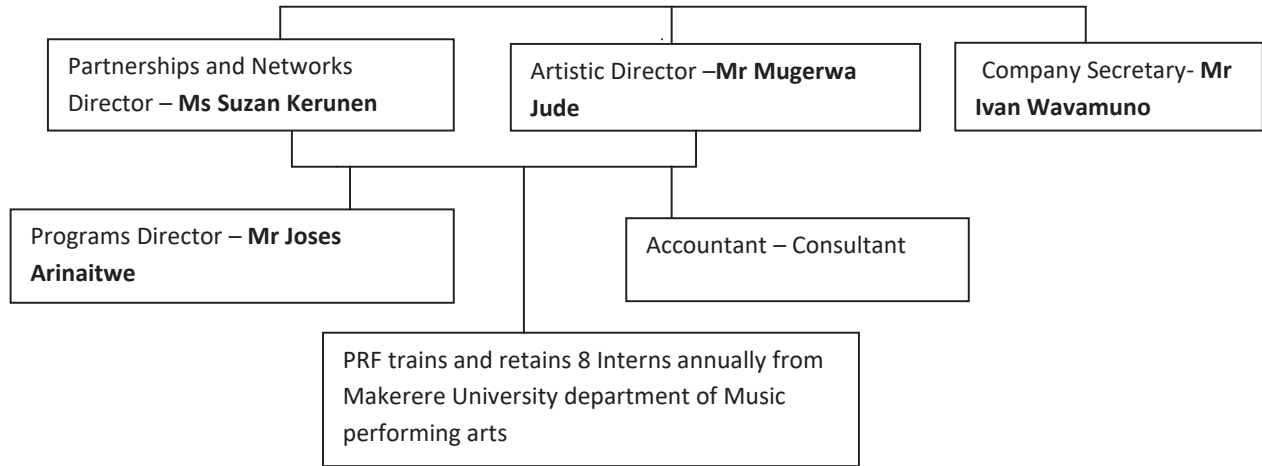 Partnerships and Networks
Director – Ms Suzan Kerunen
Artistic Director –Mr Mugerwa
Jude
Company Secretary- Mr
Ivan Wavamuno
Programs Director – Mr Joses
Arinaitwe
Accountant – Consultant
PRF trains and retains 8 Interns annually from
Makerere University department of Music
performing arts